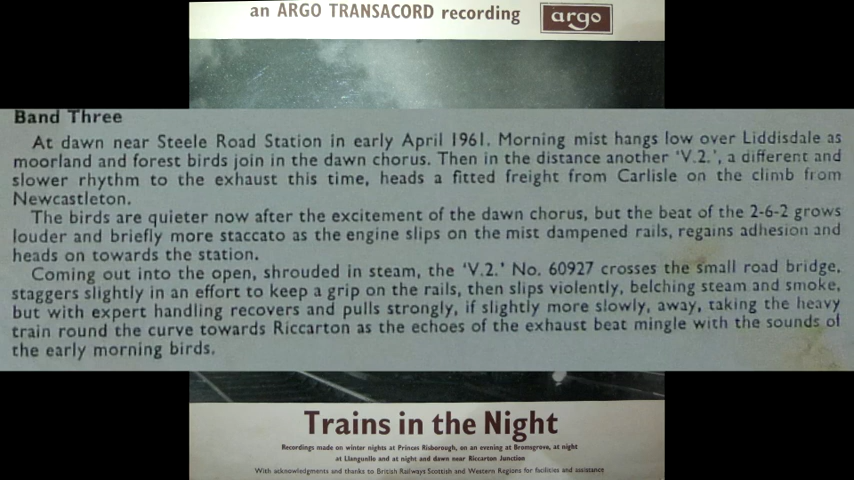 an ARGO TRANSACORD recording
argo
Band Three
At dawn near Steele Road Station in early April 1961. Morning mist hangs low over Liddisdale as
moorland and forest birds join in the dawn chorus. Then in the distance another ‘V.2.’, a different and
slower rhythm to the exhaust this time, heads a fitted freight from Carlisle on the climb from
Newcastleton.
The birds are quieter now after the excitement of the dawn chorus, but the beat of the 2-6-2 grows
louder and briefly more staccato as the engine slips on the mist dampened rails, regains adhesion and
heads on towards the station.
Coming out into the open, shrouded in steam, the ‘V.2.’ No. 60927 crosses the small road bridge,
staggers slightly in an effort to keep a grip on the rails, then slips violently, belching steam and smoke,
but with expert handling recovers and pulls strongly, if slightly more slowly, away, taking the heavy
train round the curve towards Riccarton as the echoes of the exhaust beat mingle with the sounds of
the early morning birds.
Trains in the Night
Recordings made on winter nights at Princes Risborough, on an evening at Bromsgrove, at night
at Llangunllo and at night and dawn near Riccarton Junction
With acknowledgments and thanks to British Railways Scottish and Western Regions for facilities and assistance